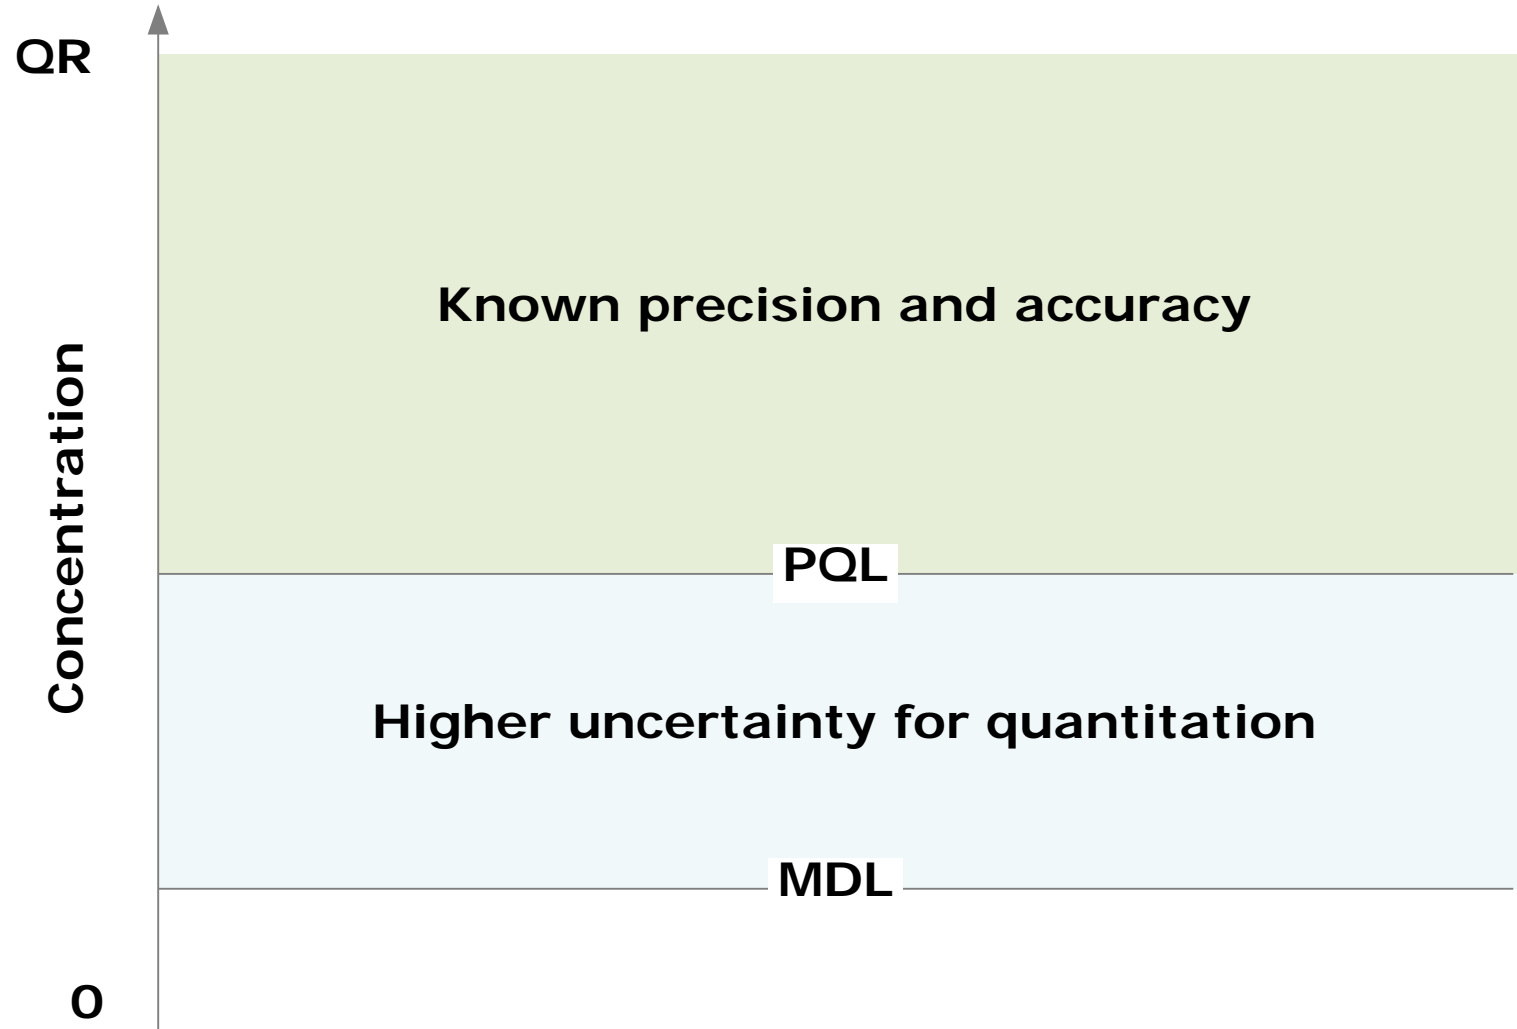 QR
Known precision and accuracy
Concentration
PQL
Higher uncertainty for quantitation
MDL
0